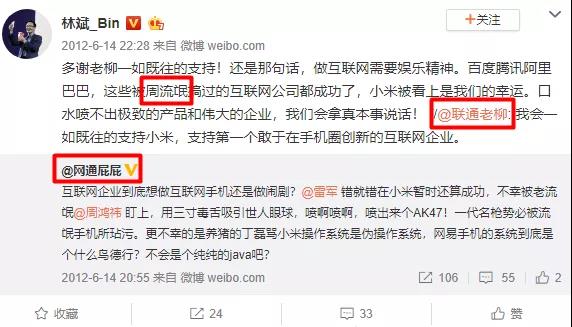 林斌_Bin
+关注
2012-6-14 22:28 来自 微博 weibo.com
多谢老柳一如既往的支持！还是那句话，做互联网需要娱乐精神。百度腾讯阿里
巴巴，这些被周流氓搞过的互联网公司都成功了，小米被看上是我们的幸运。口
水喷不出极致的产品和伟大的企业，我们会拿真本事说话！//@联通老柳:我会一
如既往的支持小米，支持第一个敢于在手机圈创新的互联网企业。
@网通屁屁
互联网企业到底想做互联网手机还是做闹剧？@雷军 错就错在小米暂时还算成功，不幸被老流
氓@周鸿祎 盯上，用三寸毒舌吸引世人眼球，喷啊喷啊，喷出来个AK47！一代名枪势必被流
氓手机所玷污。更不幸的是养猪的丁磊骂小米操作系统是伪操作系统，网易手机的系统到底是
个什么鸟德行？不会是个纯纯的java吧？
2012-6-14 20:55 来自 微博 weibo.com
106
55
2
收藏
24
33
赞